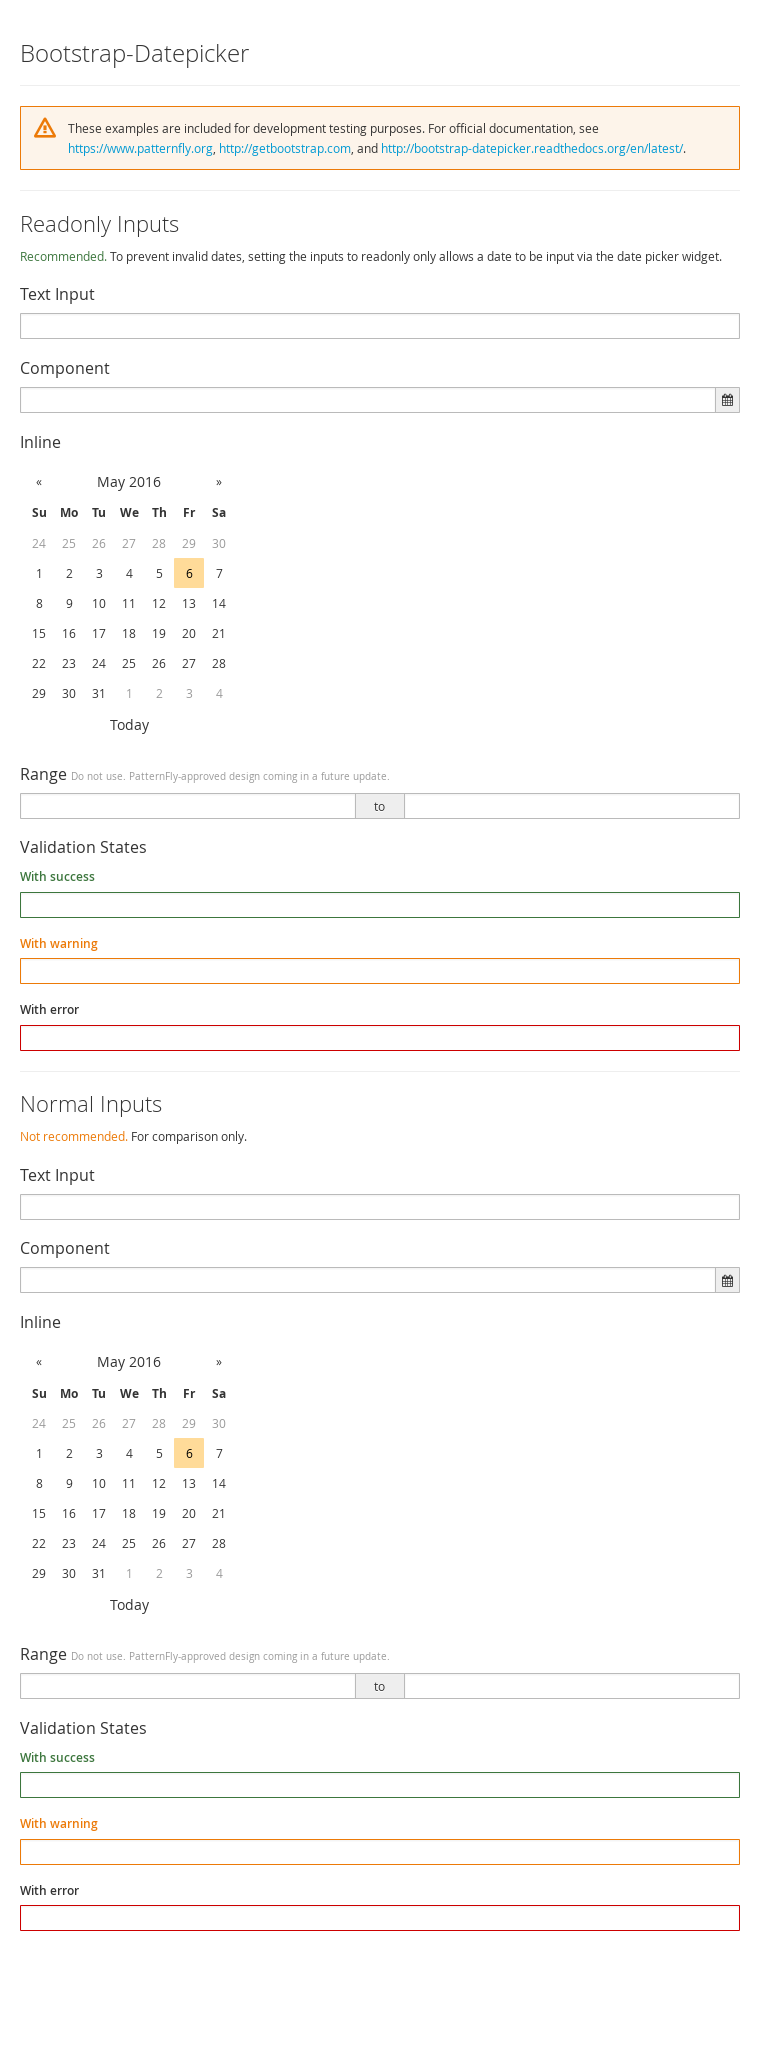 Bootstrap-Datepicker
These examples are included for development testing purposes. For official documentation, see
https://www.patternfly.org, http://getbootstrap.com, and http://bootstrap-datepicker.readthedocs.org/en/latest/.
Readonly Inputs
Recommended. To prevent invalid dates, setting the inputs to readonly only allows a date to be input via the date picker widget.
Text Input
Component
Inline
« May 2016 »
Su Mo Tu We Th Fr Sa
24 25 26 27 28 29 30
1 2 3 4 5 6 7
8 9 10 11 12 13 14
15 16 17 18 19 20 21
22 23 24 25 26 27 28
29 30 31 1 2 3 4
Today
Range Do not use. PatternFly-approved design coming in a future update.
to
Validation States
With success
With warning
With error
Normal Inputs
Not recommended. For comparison only.
Text Input
Component
Inline
« May 2016 »
Su Mo Tu We Th Fr Sa
24 25 26 27 28 29 30
1 2 3 4 5 6 7
8 9 10 11 12 13 14
15 16 17 18 19 20 21
22 23 24 25 26 27 28
29 30 31 1 2 3 4
Today
Range Do not use. PatternFly-approved design coming in a future update.
to
Validation States
With success
With warning
With error